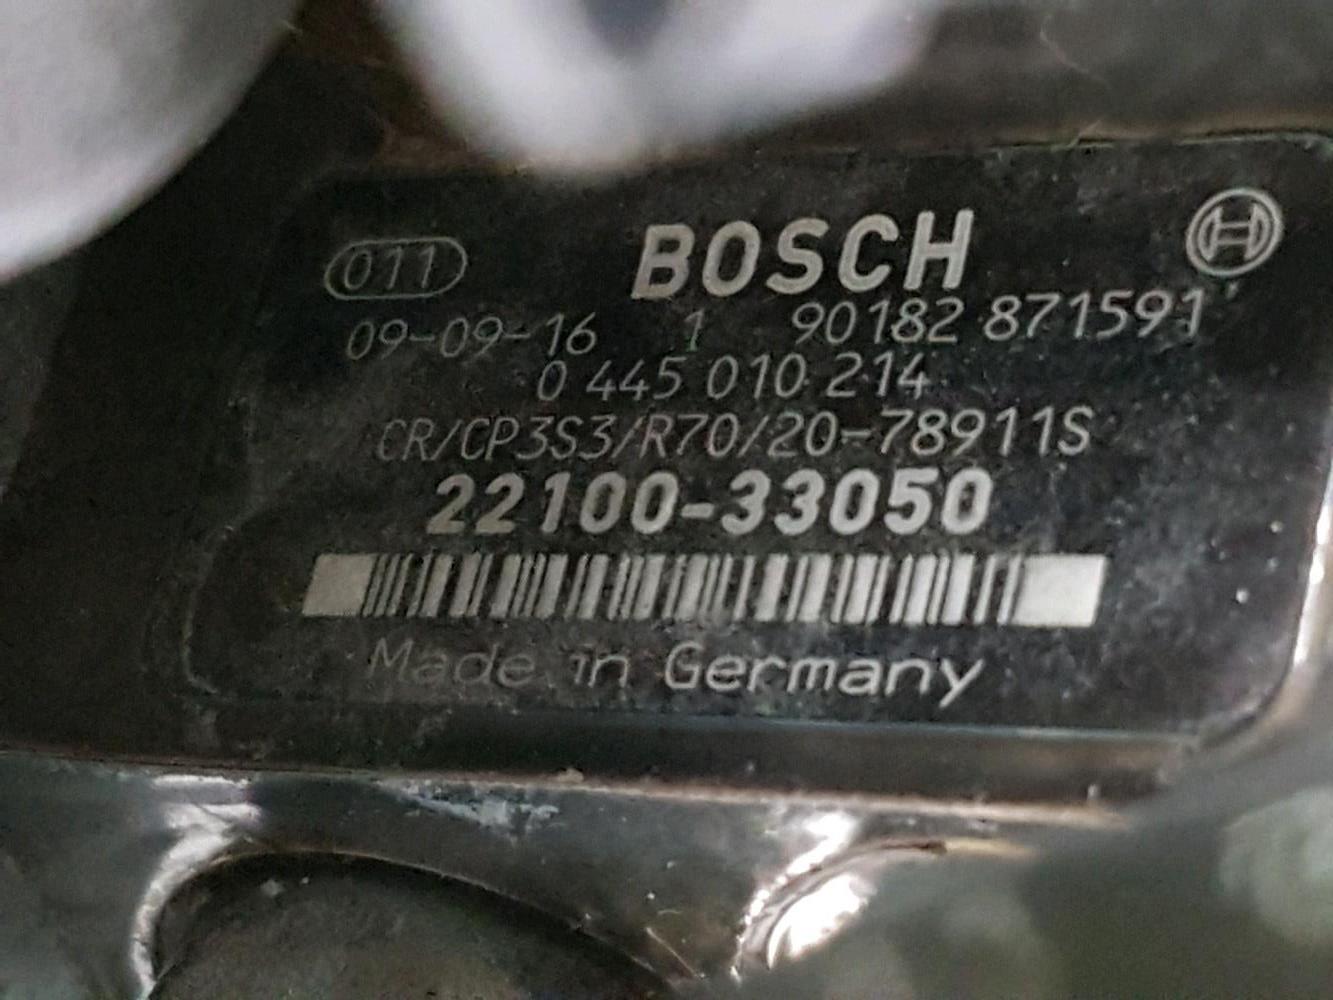 011 BOSCH
09-09-16 1 90182 871591
0 445 010 214
CR/CP3S3/R70/20-78911S
22100-33050
Made in Germany